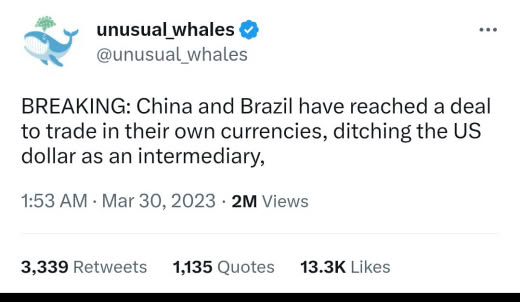 unusual_whales
@unusual_whales
BREAKING: China and Brazil have reached a deal
to trade in their own currencies, ditching the US
dollar as an intermediary,
1:53 AM · Mar 30, 2023 · 2M Views
3,339 Retweets 1,135 Quotes 13.3K Likes